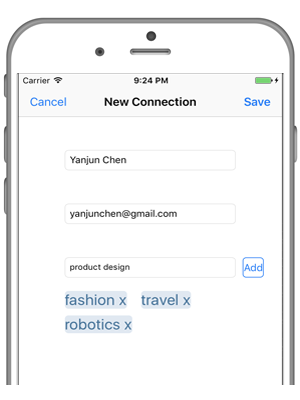 Carrier 9:24 PM
Cancel New Connection Save
Yanjun Chen
yanjunchen@gmail.com
product design Add
fashion x travel x
robotics x